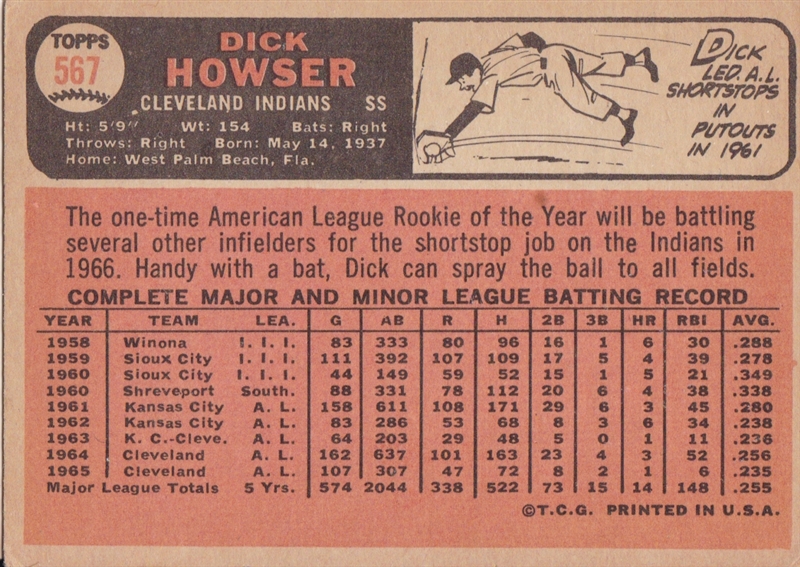 TOPPS
567
DICK
HOWSER
CLEVELAND INDIANS SS
Ht: 5'9" Wt: 154 Bats: Right
Throws: Right Born: May 14, 1937
Home: West Palm Beach, Fla.
DICK
LED A.L.
SHORTSTOPS
IN
PUTOUTS
IN 1961
The one-time American League Rookie of the Year will be battling
several other infielders for the shortstop job on the Indians in
1966. Handy with a bat, Dick can spray the ball to all fields.
COMPLETE MAJOR AND MINOR LEAGUE BATTING RECORD
YEAR TEAM LEA. G AB R H 2B 3B HR RBI AVG.
1958 Winona I. I. I. 83 333 80 96 16 1 6 30 .288
1959 Sioux City I. I. I. 111 392 107 109 17 5 4 39 .278
1960 Sioux City I. I. I. 44 149 59 52 15 1 5 21 .349
1960 Shreveport South. 88 331 78 112 20 6 4 38 .338
1961 Kansas City A. L. 158 611 108 171 29 6 3 45 .280
1962 Kansas City A. L. 83 286 53 68 8 3 6 34 .238
1963 K. C.-Cleve. A. L. 64 203 29 48 5 0 1 11 .236
1964 Cleveland A. L. 162 637 101 163 23 4 3 52 .256
1965 Cleveland A. L. 107 307 47 72 8 2 1 6 .235
Major League Totals 5 Yrs. 574 2044 338 522 73 15 14 148 .255
©T.C.G. PRINTED IN U.S.A.